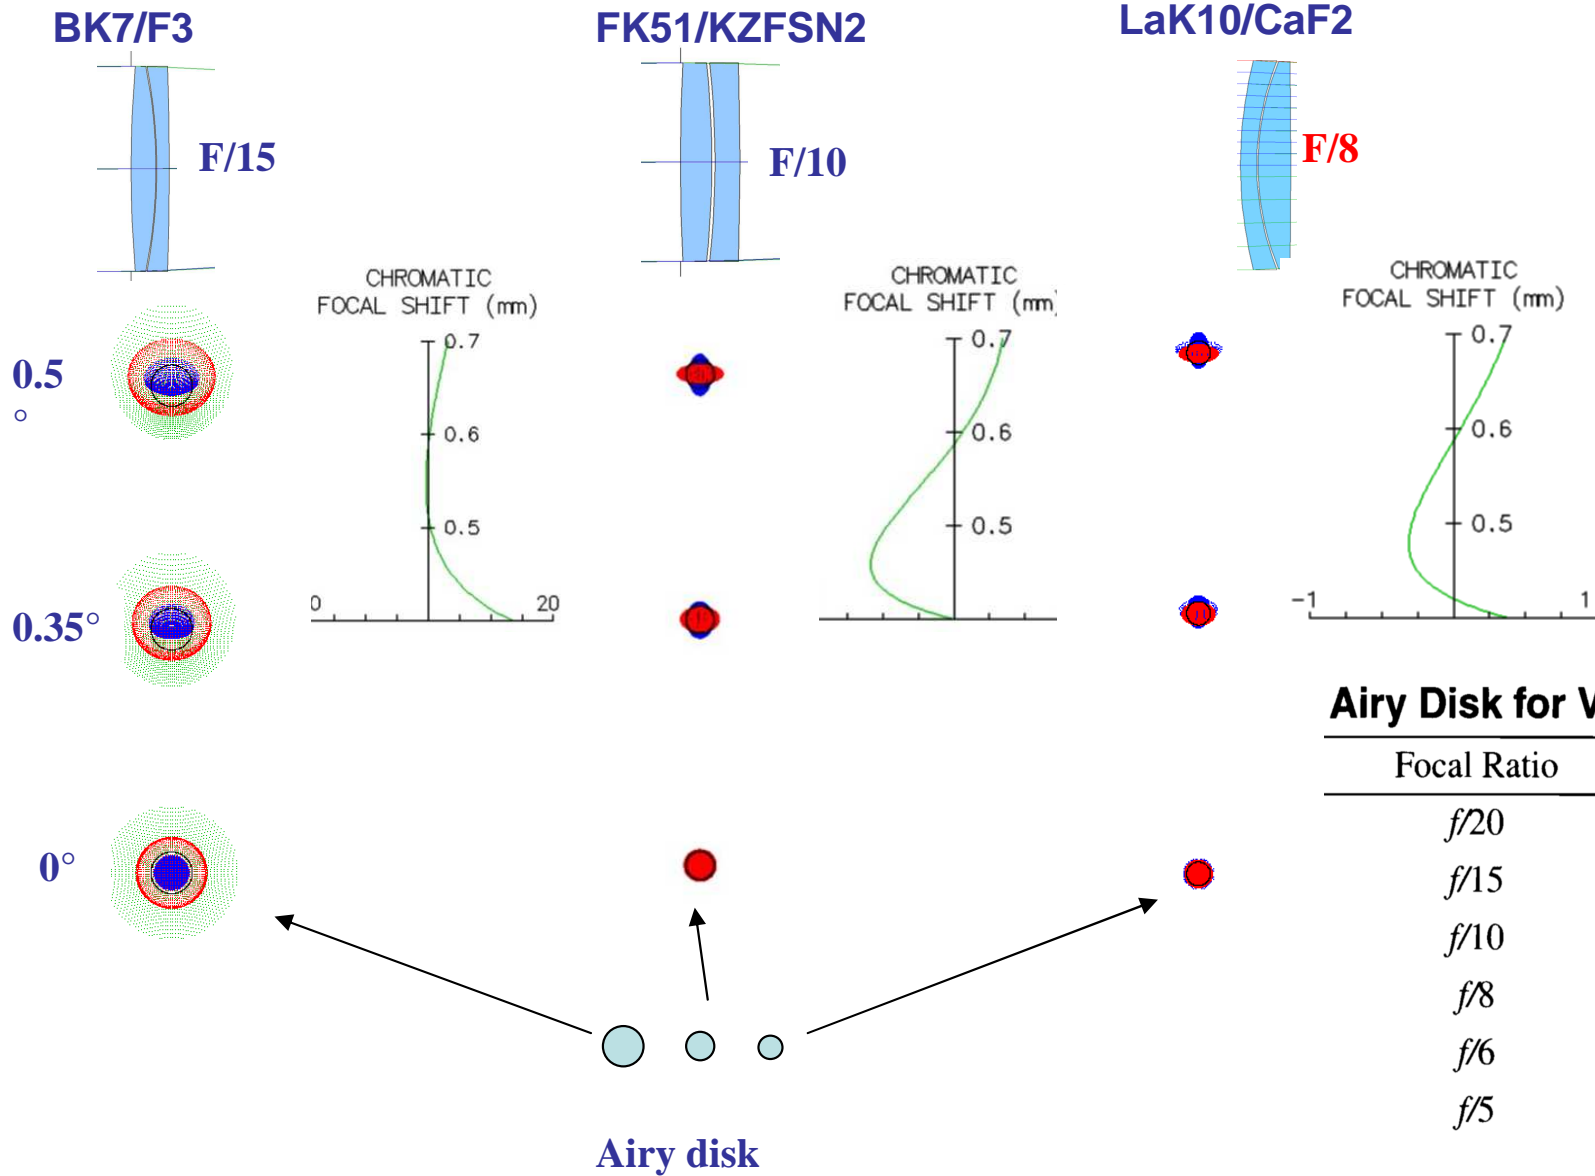 BK7/F3
FK51/KZFSN2
LaK10/CaF2
F/15
F/10
F/8
CHROMATIC
FOCAL SHIFT (mm)
0.7
0.6
0.5
0
20
CHROMATIC
FOCAL SHIFT (mm)
0.7
0.6
0.5
CHROMATIC
FOCAL SHIFT (mm)
0.7
0.6
0.5
-1
1
0.5
°
0.35°
0°
Airy disk
Airy Disk for V
Focal Ratio
f/20
f/15
f/10
f/8
f/6
f/5